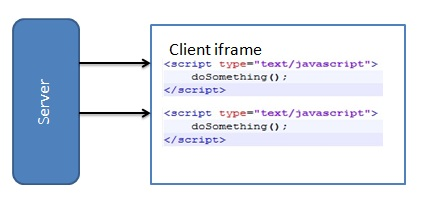 Server
Client iframe
<script type="text/javascript">
doSomething();
</script>
<script type="text/javascript">
doSomething();
</script>